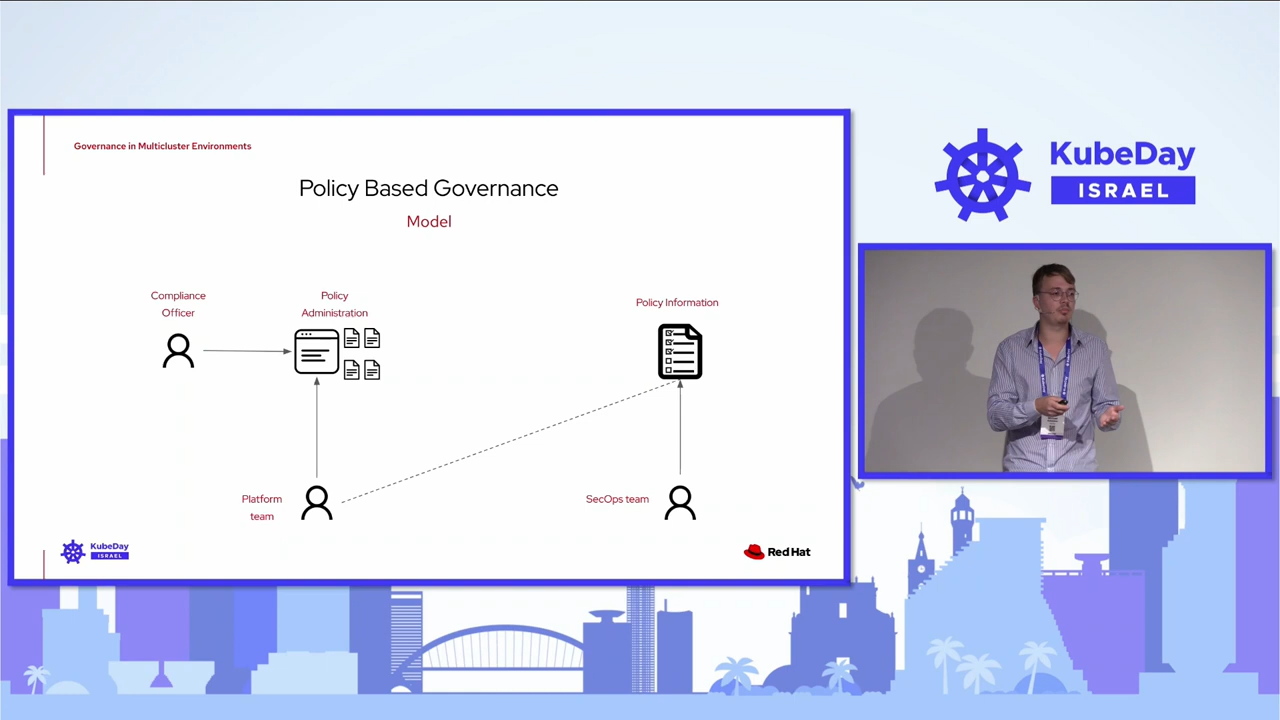 Governance in Multicluster Environments
Policy Based Governance
Model
Compliance
Officer
Policy
Administration
Policy Information
Platform
team
SecOps team
KubeDay
ISRAEL
Red Hat
KubeDay
ISRAEL